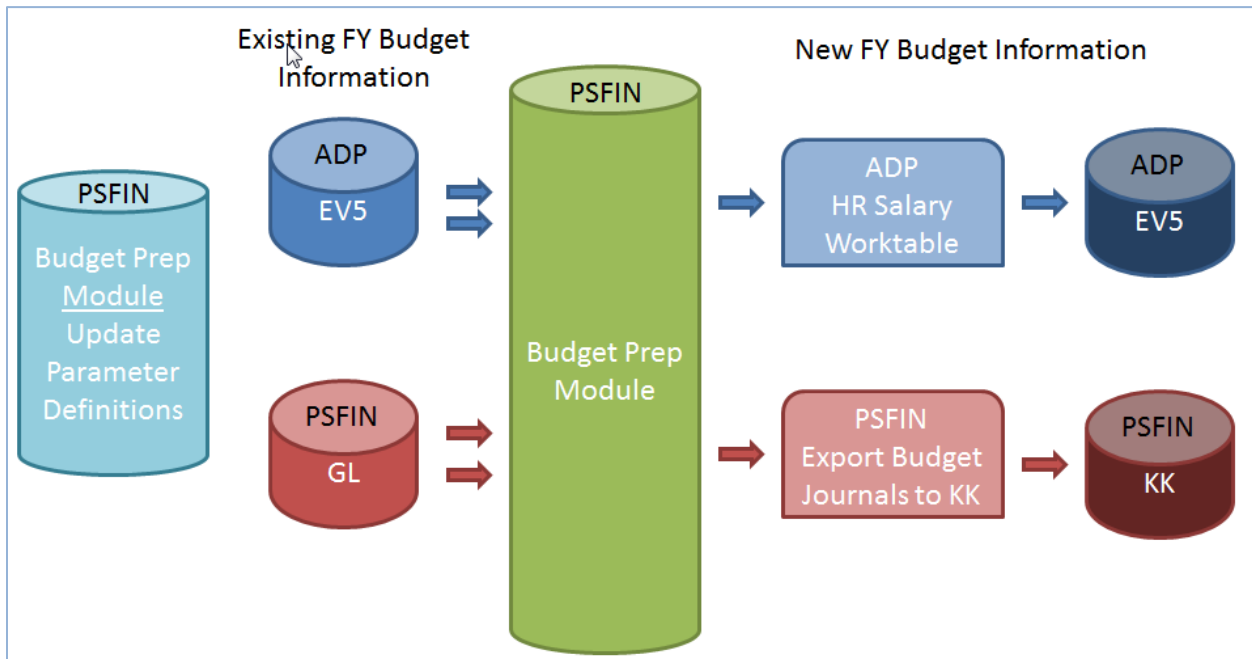 Existing FY Budget
Information
New FY Budget Information
PSFIN
Budget Prep
Module
Update
Parameter
Definitions
ADP
EV5
PSFIN
GL
PSFIN
Budget Prep
Module
ADP
HR Salary
Worktable
ADP
EV5
PSFIN
Export Budget
Journals to KK
PSFIN
KK